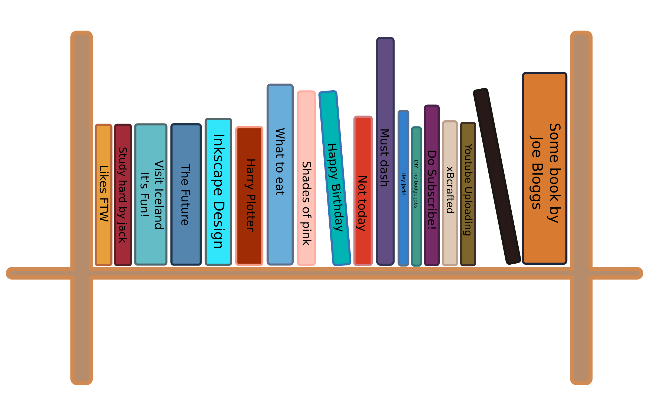 Likes FTW
Study hard by Jack
Visit Iceland
It's Fun!
The Future
Inkscape Design
Harry Plotter
What to eat
Shades of pink
Happy Birthday
Not today
Must dash
Do Subscribe!
xBcrafted
Youtube Uploading
Some book by
Joe Bloggs